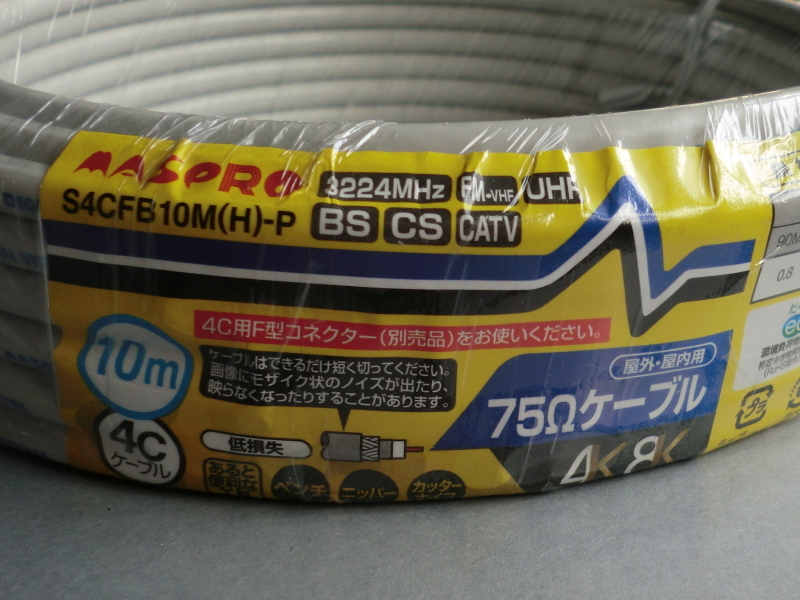 MASPRO
3224MHz FM-VHF UHF
S4CFB10M(H)-P BS CS CATV
4C用F型コネクター(別売品)をお使いください。
10m
ケーブルはできるだけ短く切ってください。
画像にモザイク状のノイズが出たり、
映らなくなったりすることがあります。
屋外・屋内用
75Ωケーブル
4K 8K
4C
ケーブル
低損失
あると
便利な
ペンチ
ニッパー
カッター
90M
0.8
プラ